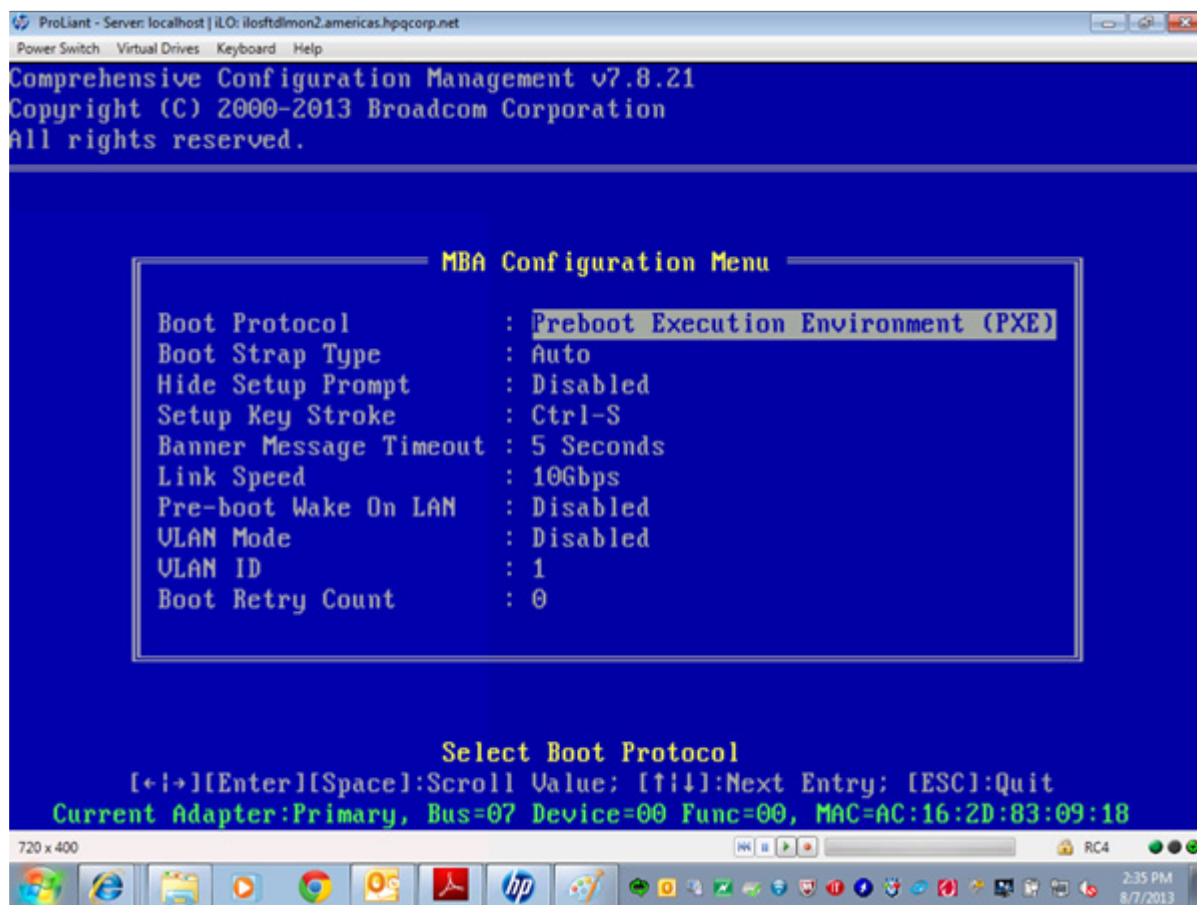 ProLiant - Server: localhost | iLO: ilosftdlmon2.americas.hpqcorp.net
Power Switch Virtual Drives Keyboard Help
Comprehensive Configuration Management v7.8.21
Copyright (C) 2000-2013 Broadcom Corporation
All rights reserved.
MBA Configuration Menu
Boot Protocol : Preboot Execution Environment (PXE)
Boot Strap Type : Auto
Hide Setup Prompt : Disabled
Setup Key Stroke : Ctrl-S
Banner Message Timeout : 5 Seconds
Link Speed : 10Gbps
Pre-boot Wake On LAN : Disabled
VLAN Mode : Disabled
VLAN ID : 1
Boot Retry Count : 0
Select Boot Protocol
[←|→][Enter][Space]:Scroll Value; [↑|↓]:Next Entry; [ESC]:Quit
Current Adapter:Primary, Bus=07 Device=00 Func=00, MAC=AC:16:2D:83:09:18
720 x 400
RC4
hp
2:35 PM
8/7/2013